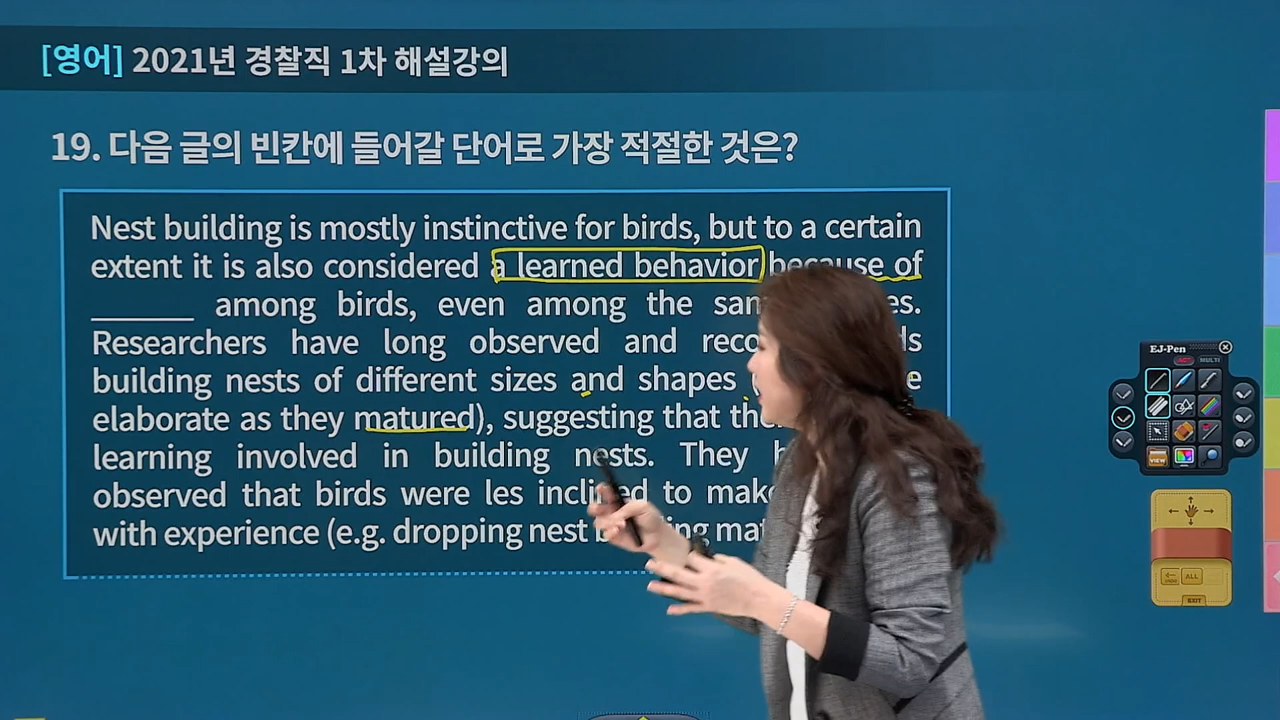 [영어] 2021년 경찰직 1차 해설강의
19. 다음 글의 빈칸에 들어갈 단어로 가장 적절한 것은?
Nest building is mostly instinctive for birds, but to a certain
extent it is also considered a learned behavior because of
______ among birds, even among the
Researchers have long observed and
building nests of different sizes and shapes
elaborate as they matured), suggesting that
learning involved in building nests. They
observed that birds were les inclined to make
with experience (e.g. dropping nest
EJ-Pen
ACT MULTI
VIEW
ALL
EXIT